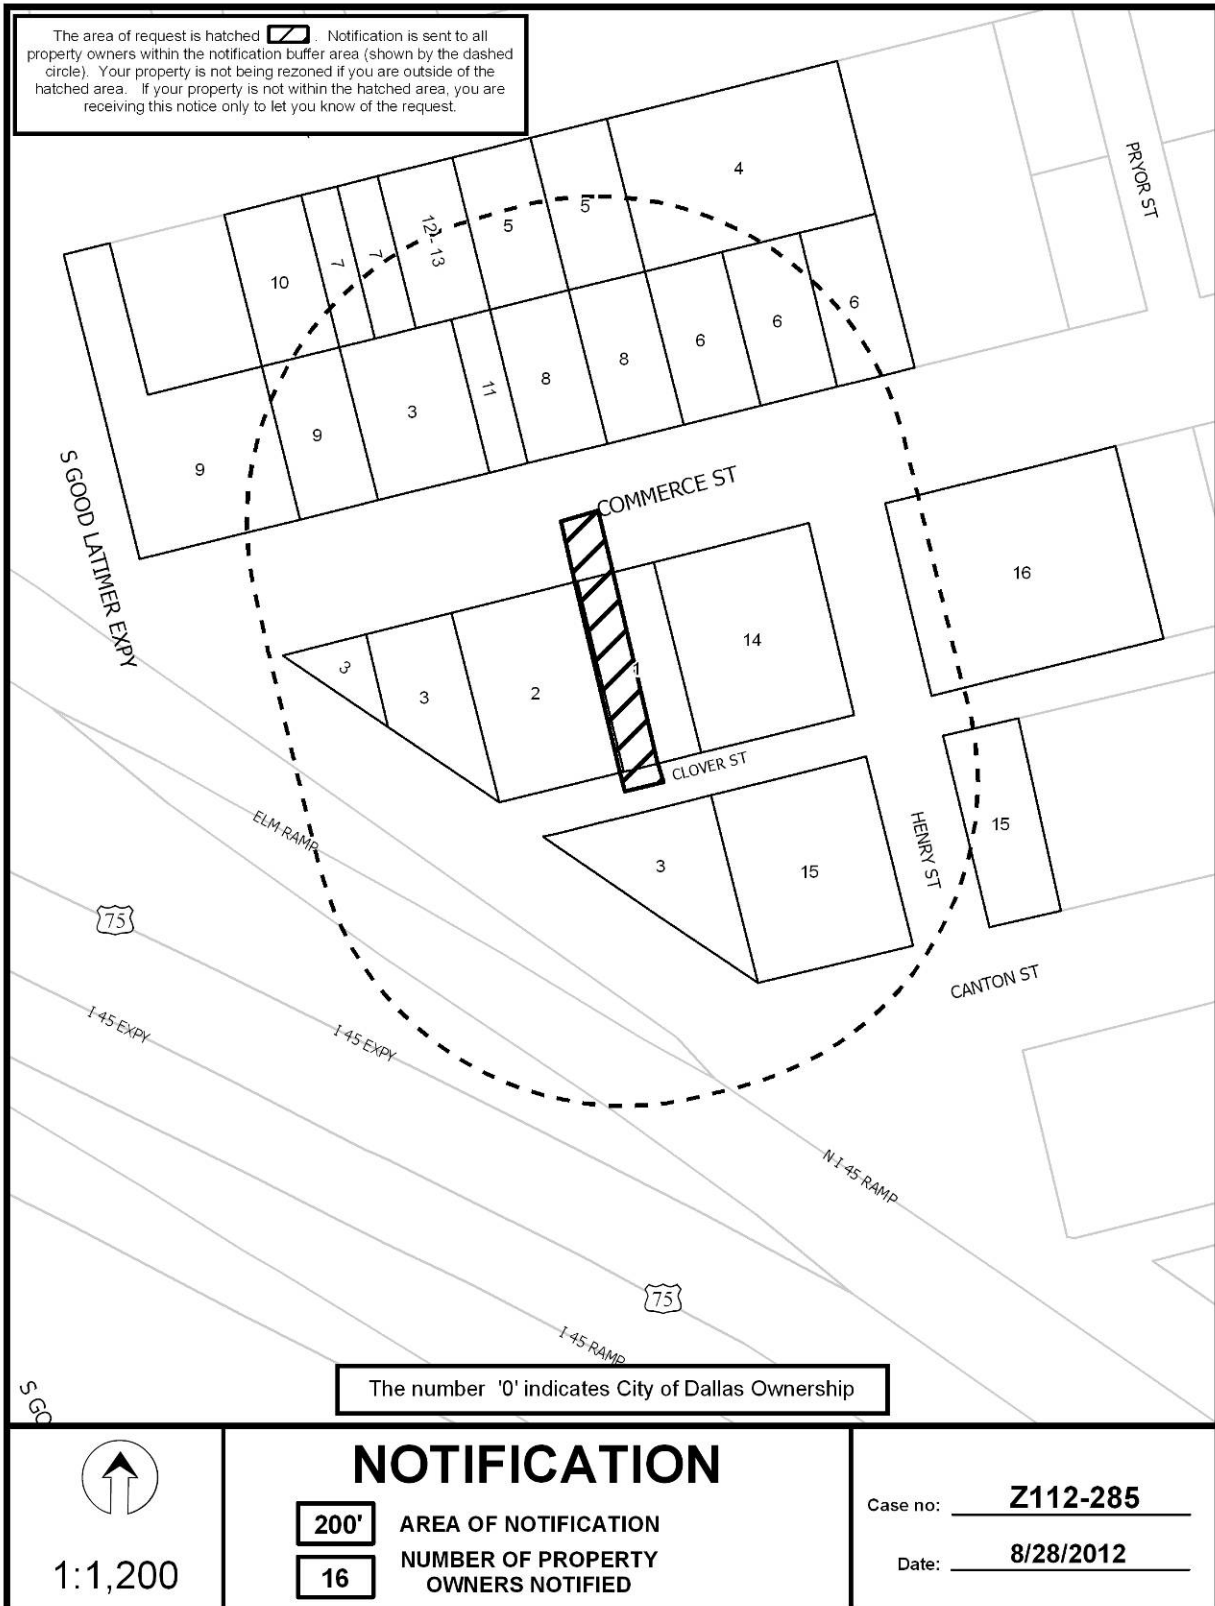 The area of request is hatched . Notification is sent to all
property owners within the notification buffer area (shown by the dashed
circle). Your property is not being rezoned if you are outside of the
hatched area. If your property is not within the hatched area, you are
receiving this notice only to let you know of the request.
PRYOR ST
4
5
5
12 - 13
7
7
10
6
6
6
8
8
11
3
9
9
S GOOD LATIMER EXPY
COMMERCE ST
16
14
1
2
3
3
CLOVER ST
ELM RAMP
HENRY ST
15
15
3
75
CANTON ST
I 45 EXPY
I 45 EXPY
N I 45 RAMP
75
I 45 RAMP
S GO
The number '0' indicates City of Dallas Ownership
1:1,200
NOTIFICATION
200' AREA OF NOTIFICATION
16 NUMBER OF PROPERTY
OWNERS NOTIFIED
Case no: Z112-285
Date: 8/28/2012